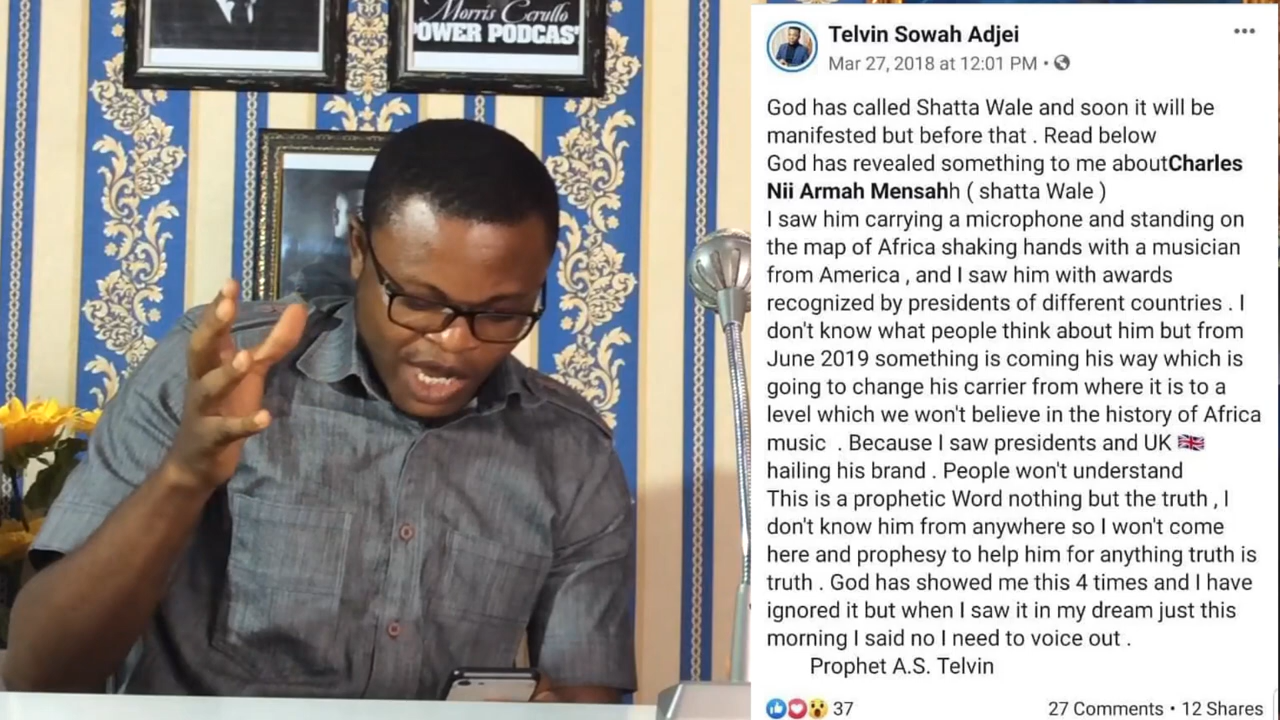 Morris Cerullo
POWER PODCAS'
Telvin Sowah Adjei
Mar 27, 2018 at 12:01 PM •
God has called Shatta Wale and soon it will be
manifested but before that . Read below
God has revealed something to me aboutCharles
Nii Armah Mensahh ( shatta Wale )
I saw him carrying a microphone and standing on
the map of Africa shaking hands with a musician
from America , and I saw him with awards
recognized by presidents of different countries . I
don't know what people think about him but from
June 2019 something is coming his way which is
going to change his carrier from where it is to a
level which we won't believe in the history of Africa
music . Because I saw presidents and UK 🇬🇧
hailing his brand . People won't understand
This is a prophetic Word nothing but the truth , I
don't know him from anywhere so I won't come
here and prophesy to help him for anything truth is
truth . God has showed me this 4 times and I have
ignored it but when I saw it in my dream just this
morning I said no I need to voice out .
Prophet A.S. Telvin
37
27 Comments • 12 Shares